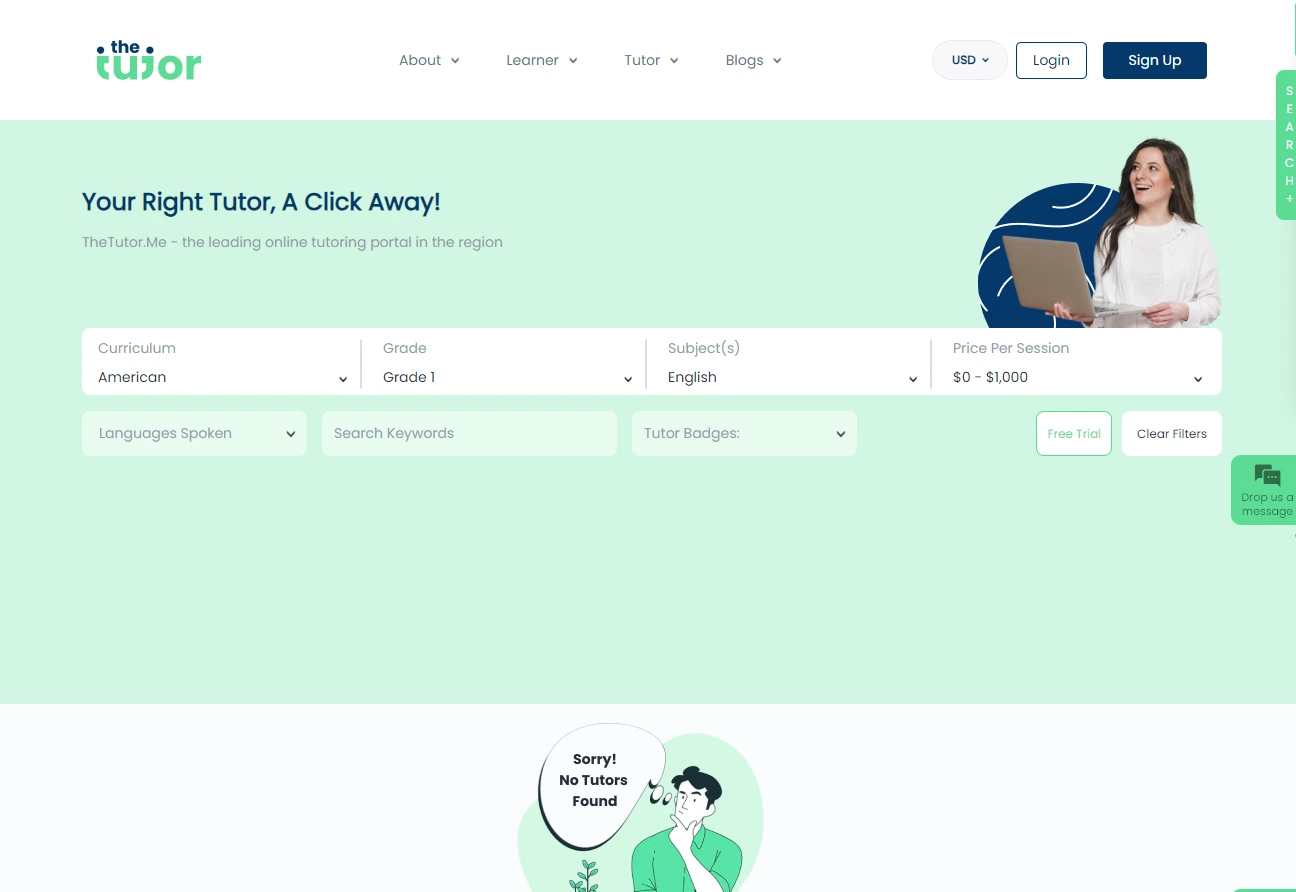 the
tutor
About
Learner
Tutor
Blogs
USD
Login
Sign Up
SEARCH+
Your Right Tutor, A Click Away!
TheTutor.Me - the leading online tutoring portal in the region
Curriculum
American
Grade
Grade 1
Subject(s)
English
Price Per Session
$0 - $1,000
Languages Spoken
Search Keywords
Tutor Badges:
Free Trial
Clear Filters
Drop us a
message
Sorry!
No Tutors
Found